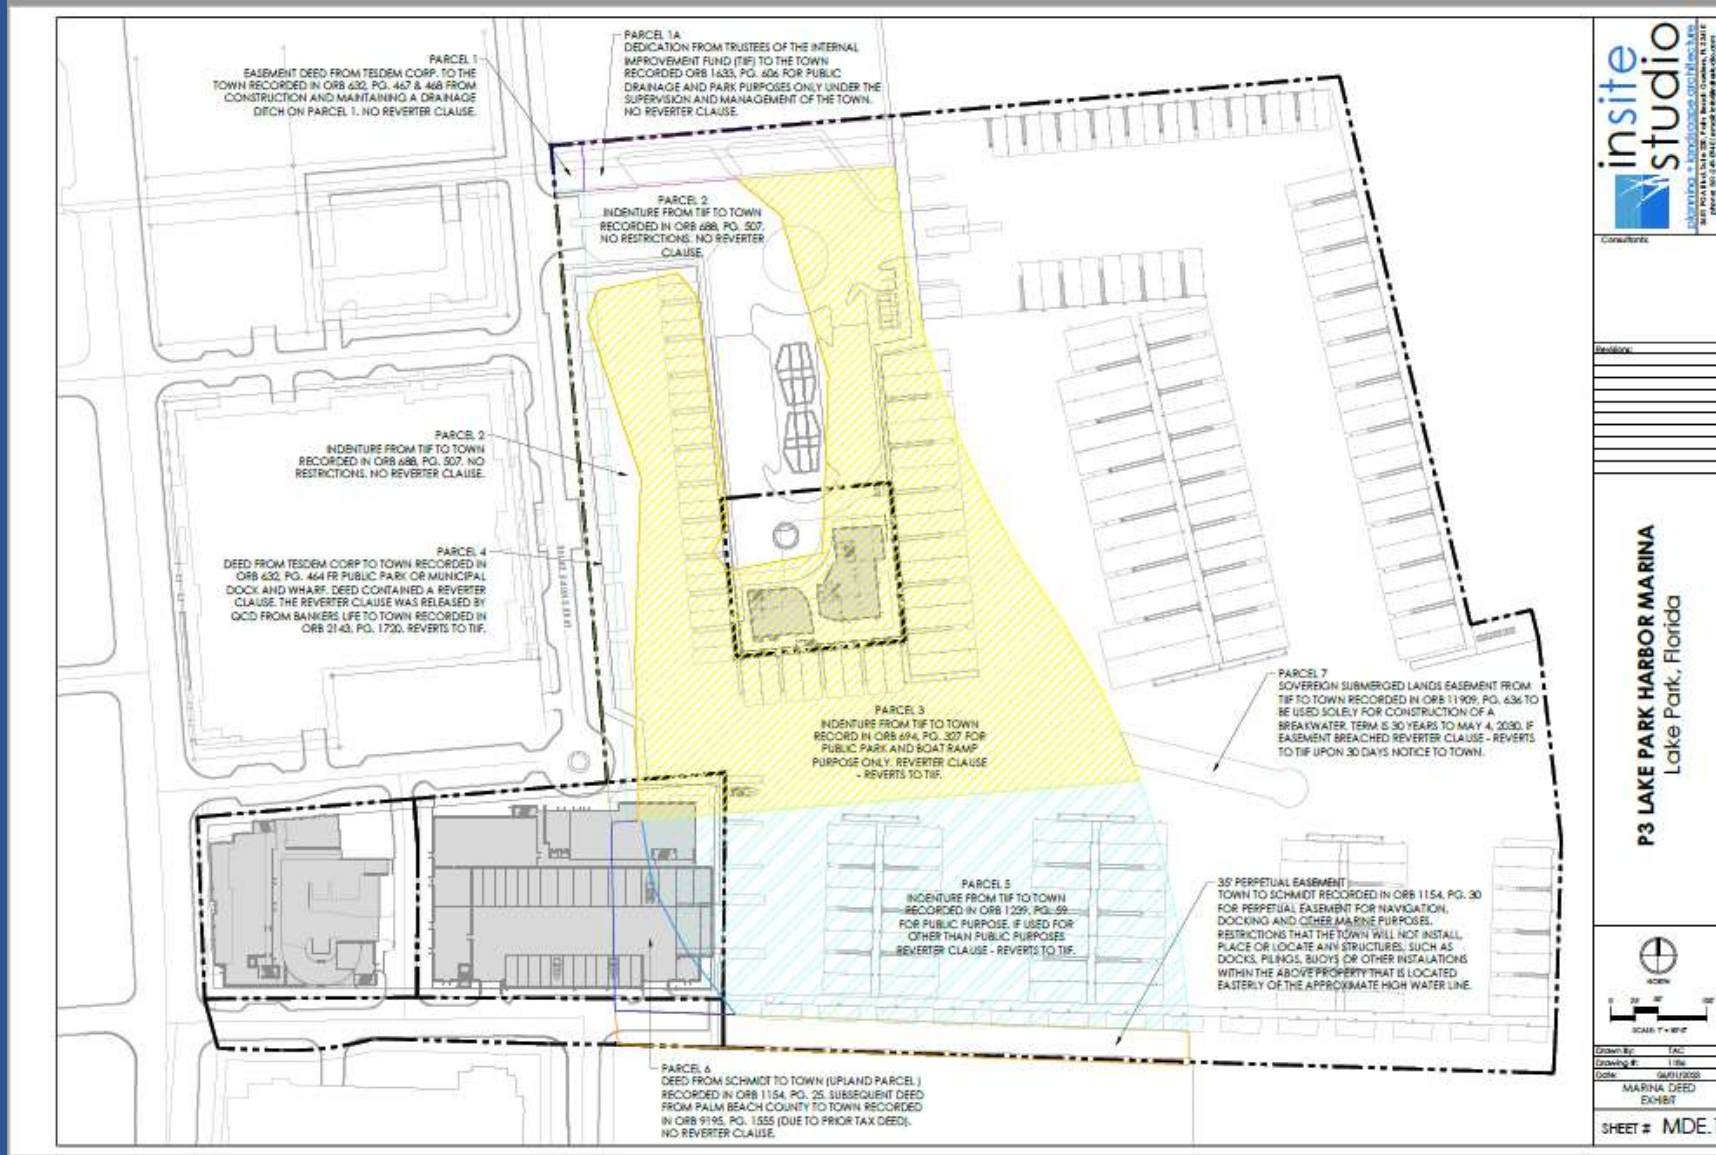 PARCEL 1
EASEMENT DEED FROM TESDEM CORP. TO THE
TOWN RECORDED IN ORB 632, PG. 467 & 468 FROM
CONSTRUCTION AND MAINTAINING A DRAINAGE
DITCH ON PARCEL 1. NO REVERTER CLAUSE.
PARCEL 1A
DEDICATION FROM TRUSTEES OF THE INTERNAL
IMPROVEMENT FUND (TIF) TO THE TOWN
RECORDED ORB 1633, PG. 606 FOR PUBLIC
DRAINAGE AND PARK PURPOSES ONLY UNDER THE
SUPERVISION AND MANAGEMENT OF THE TOWN.
NO REVERTER CLAUSE.
PARCEL 2
INDENTURE FROM TIF TO TOWN
RECORDED IN ORB 688, PG. 507.
NO RESTRICTIONS. NO REVERTER
CLAUSE.
PARCEL 2
INDENTURE FROM TIF TO TOWN
RECORDED IN ORB 688, PG. 507. NO
RESTRICTIONS. NO REVERTER CLAUSE.
PARCEL 4
DEED FROM TESDEM CORP TO TOWN RECORDED IN
ORB 632, PG. 464 FR PUBLIC PARK OR MUNICIPAL
DOCK AND WHARF. DEED CONTAINED A REVERTER
CLAUSE. THE REVERTER CLAUSE WAS RELEASED BY
QCD FROM BANKERS LIFE TO TOWN RECORDED IN
ORB 2143, PG. 1720. REVERTS TO TIIF.
PARCEL 3
INDENTURE FROM TIF TO TOWN
RECORD IN ORB 694, PG. 327 FOR
PUBLIC PARK AND BOAT RAMP
PURPOSE ONLY. REVERTER CLAUSE
- REVERTS TO TIIF.
PARCEL 7
SOVEREIGN SUBMERGED LANDS EASEMENT FROM
TIF TO TOWN RECORDED IN ORB 11909, PG. 636 TO
BE USED SOLELY FOR CONSTRUCTION OF A
BREAKWATER. TERM IS 30 YEARS TO MAY 4, 2030. IF
EASEMENT BREACHED REVERTER CLAUSE - REVERTS
TO TIF UPON 30 DAYS NOTICE TO TOWN.
PARCEL 5
INDENTURE FROM TIF TO TOWN
RECORDED IN ORB 1239, PG. 59
FOR PUBLIC PURPOSE. IF USED FOR
OTHER THAN PUBLIC PURPOSES
REVERTER CLAUSE - REVERTS TO TIF.
35' PERPETUAL EASEMENT
TOWN TO SCHMIDT RECORDED IN ORB 1154, PG. 30
FOR PERPETUAL EASEMENT FOR NAVIGATION,
DOCKING AND OTHER MARINE PURPOSES.
RESTRICTIONS THAT THE TOWN WILL NOT INSTALL,
PLACE OR LOCATE ANY STRUCTURES, SUCH AS
DOCKS, PILINGS, BUOYS OR OTHER INSTALATIONS
WITHIN THE ABOVE PROPERTY THAT IS LOCATED
EASTERLY OF THE APPROXIMATE HIGH WATER LINE.
PARCEL 6
DEED FROM SCHMIDT TO TOWN (UPLAND PARCEL)
RECORDED IN ORB 1154, PG. 25. SUBSEQUENT DEED
FROM PALM BEACH COUNTY TO TOWN RECORDED
IN ORB 9195, PG. 1555 (DUE TO PRIOR TAX DEED).
NO REVERTER CLAUSE.
insite
studio
planning + landscape architecture
Consultants:
Revisions:
P3 LAKE PARK HARBOR MARINA
Lake Park, Florida
NORTH
Drawn By: TAC
Drawing #:
Date:
MARINA DEED
EXHIBIT
SHEET # MDE.1